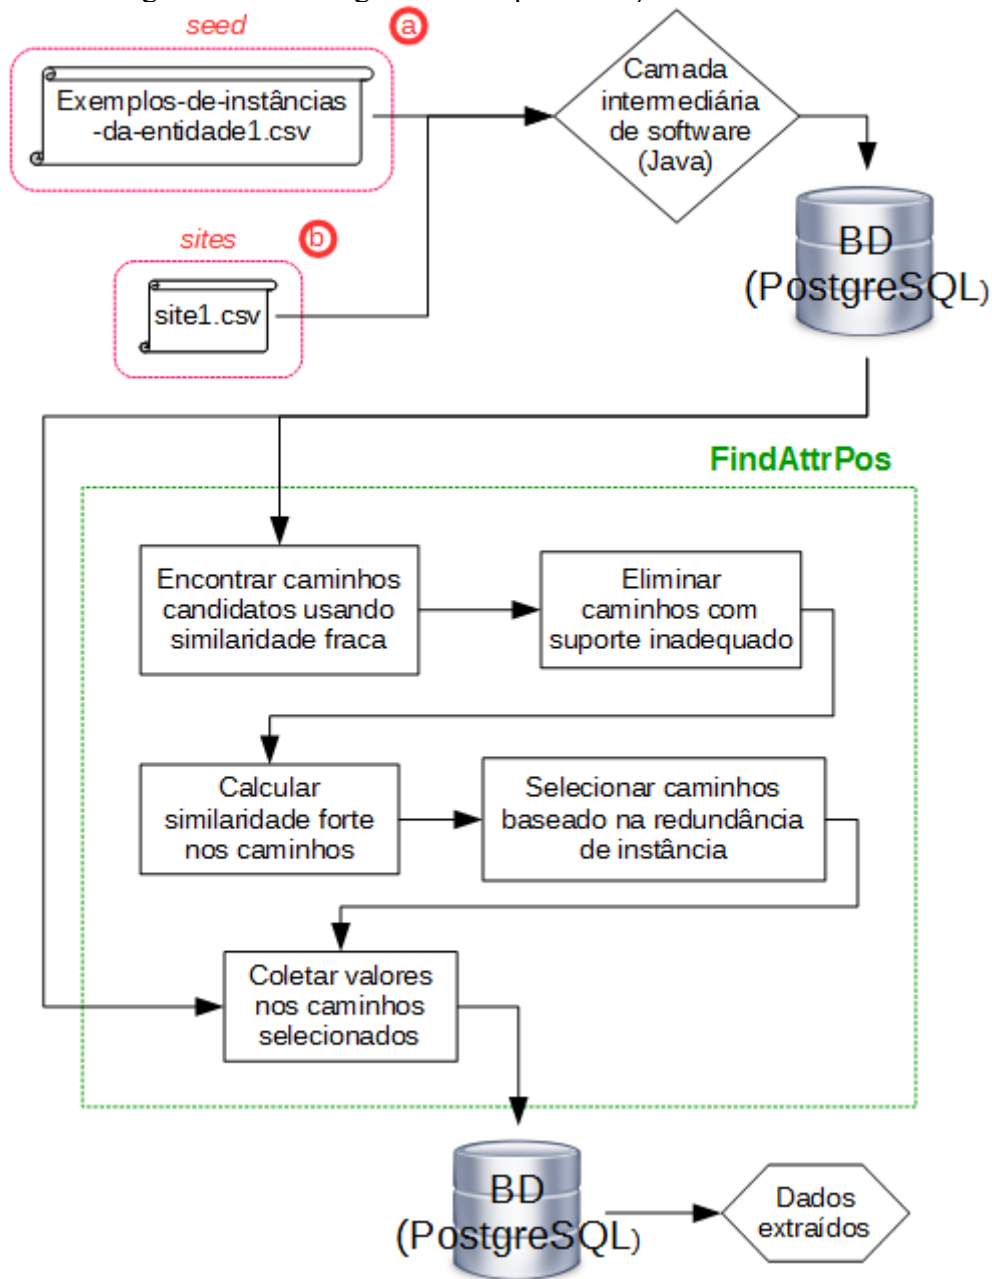 seed
a
Exemplos-de-instâncias
-da-entidade1.csv
Camada
intermediária
de software
(Java)
sites
b
site1.csv
BD
(PostgreSQL)
FindAttrPos
Encontrar caminhos
candidatos usando
similaridade fraca
Eliminar
caminhos com
suporte inadequado
Calcular
similaridade forte
nos caminhos
Selecionar caminhos
baseado na redundância
de instância
Coletar valores
nos caminhos
selecionados
BD
(PostgreSQL)
Dados
extraídos